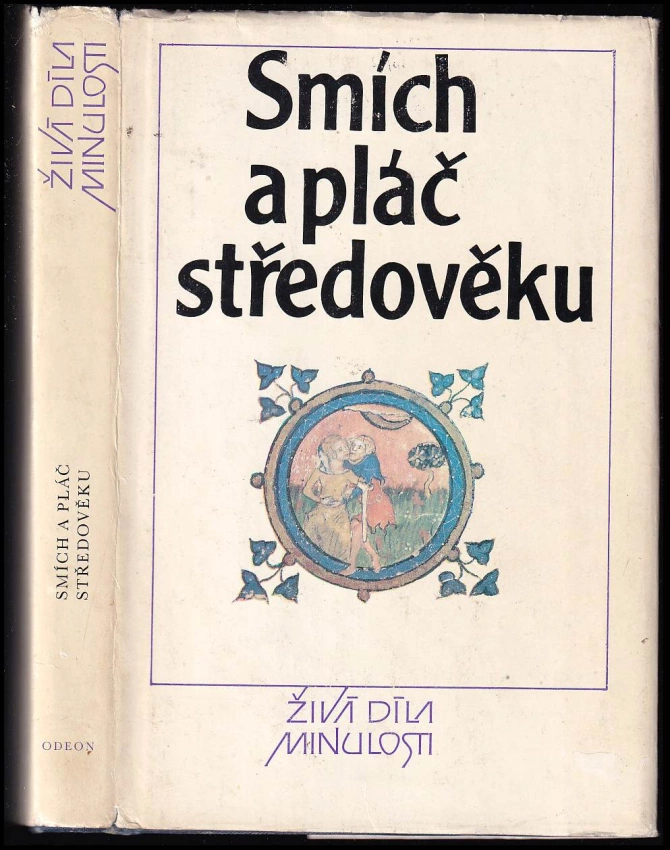 ŽIVÁ DÍLA
MINULOSTI
SMÍCH A PLÁČ
STŘEDOVĚKU
ODEON
Smích
a pláč
středověku
ŽIVÁ DÍLA
MINULOSTI